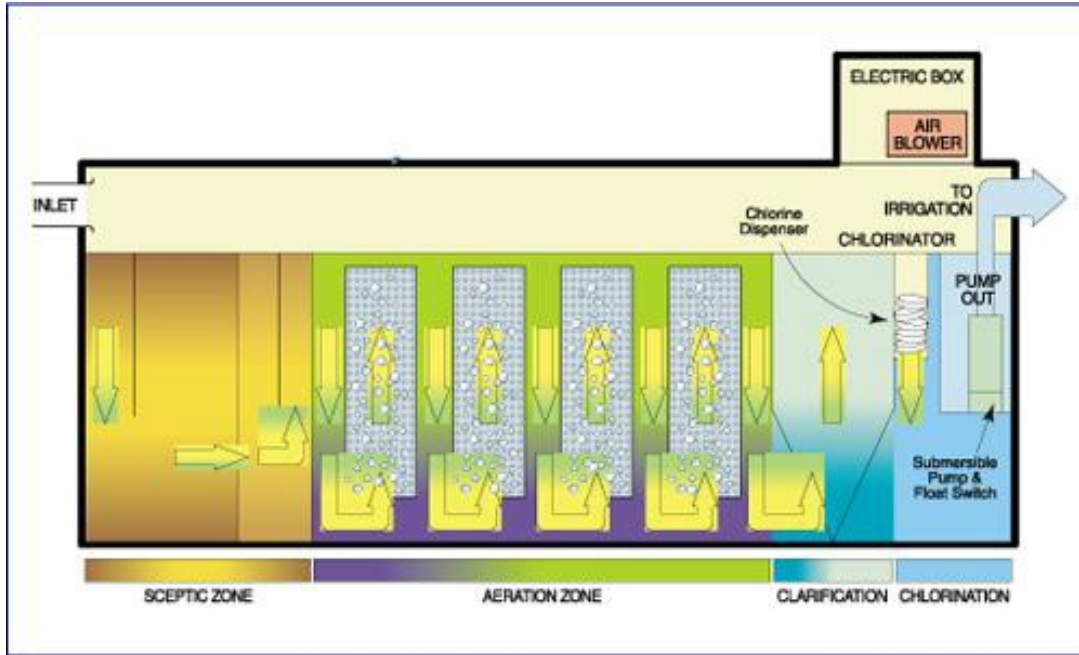 ELECTRIC BOX
AIR
BLOWER
INLET
TO
IRRIGATION
Chlorine
Dispenser
CHLORINATOR
PUMP
OUT
Submersible
Pump &
Float Switch
SCEPTIC ZONE
AERATION ZONE
CLARIFICATION
CHLORINATION